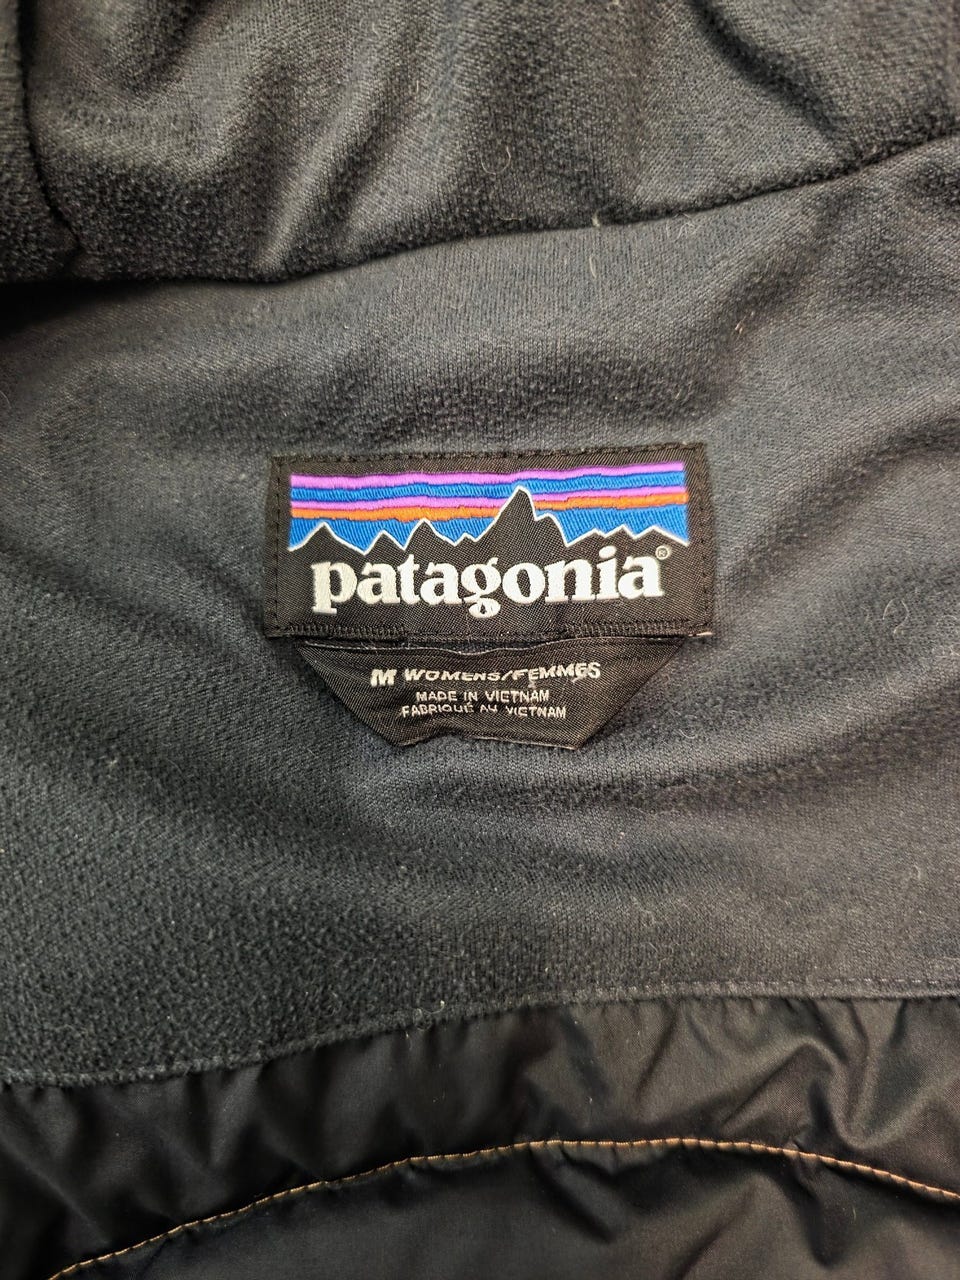 patagonia®
M WOMENS/FEMMES
MADE IN VIETNAM
FABRIQUÉ AU VIETNAM